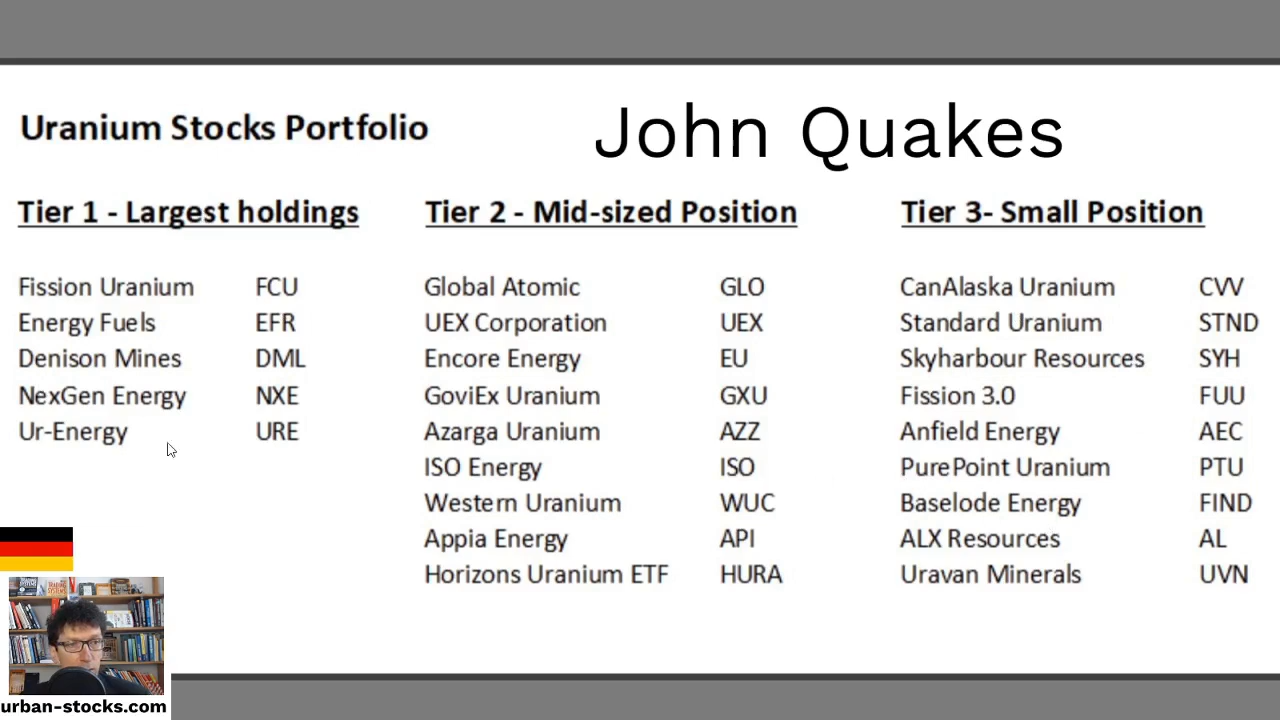 Uranium Stocks Portfolio
John Quakes
Tier 1 - Largest holdings
Fission Uranium FCU
Energy Fuels EFR
Denison Mines DML
NexGen Energy NXE
Ur-Energy URE
Tier 2 - Mid-sized Position
Global Atomic GLO
UEX Corporation UEX
Encore Energy EU
GoviEx Uranium GXU
Azarga Uranium AZZ
ISO Energy ISO
Western Uranium WUC
Appia Energy API
Horizons Uranium ETF HURA
Tier 3- Small Position
CanAlaska Uranium CVV
Standard Uranium STND
Skyharbour Resources SYH
Fission 3.0 FUU
Anfield Energy AEC
PurePoint Uranium PTU
Baselode Energy FIND
ALX Resources AL
Uravan Minerals UVN
urban-stocks.com